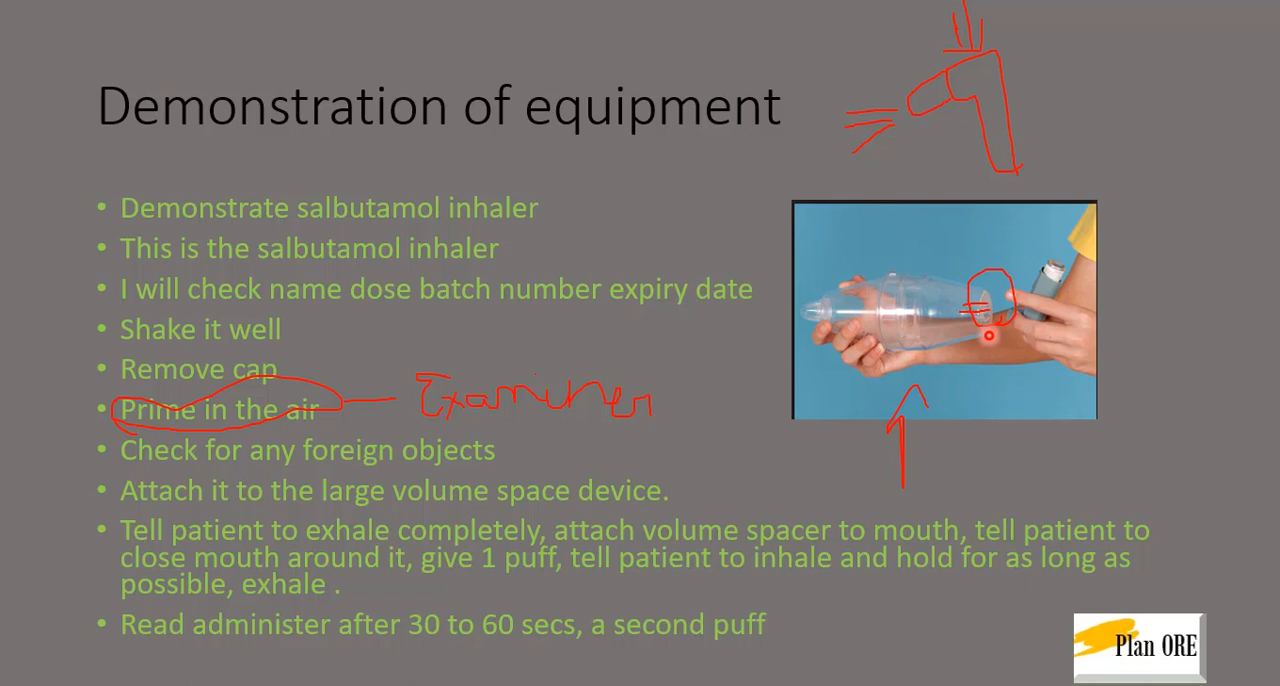 Demonstration of equipment
• Demonstrate salbutamol inhaler
• This is the salbutamol inhaler
• I will check name dose batch number expiry date
• Shake it well
• Remove cap
• Prime in the air
Examiner
• Check for any foreign objects
• Attach it to the large volume space device.
• Tell patient to exhale completely, attach volume spacer to mouth, tell patient to
close mouth around it, give 1 puff, tell patient to inhale and hold for as long as
possible, exhale .
• Read administer after 30 to 60 secs, a second puff
Plan ORE